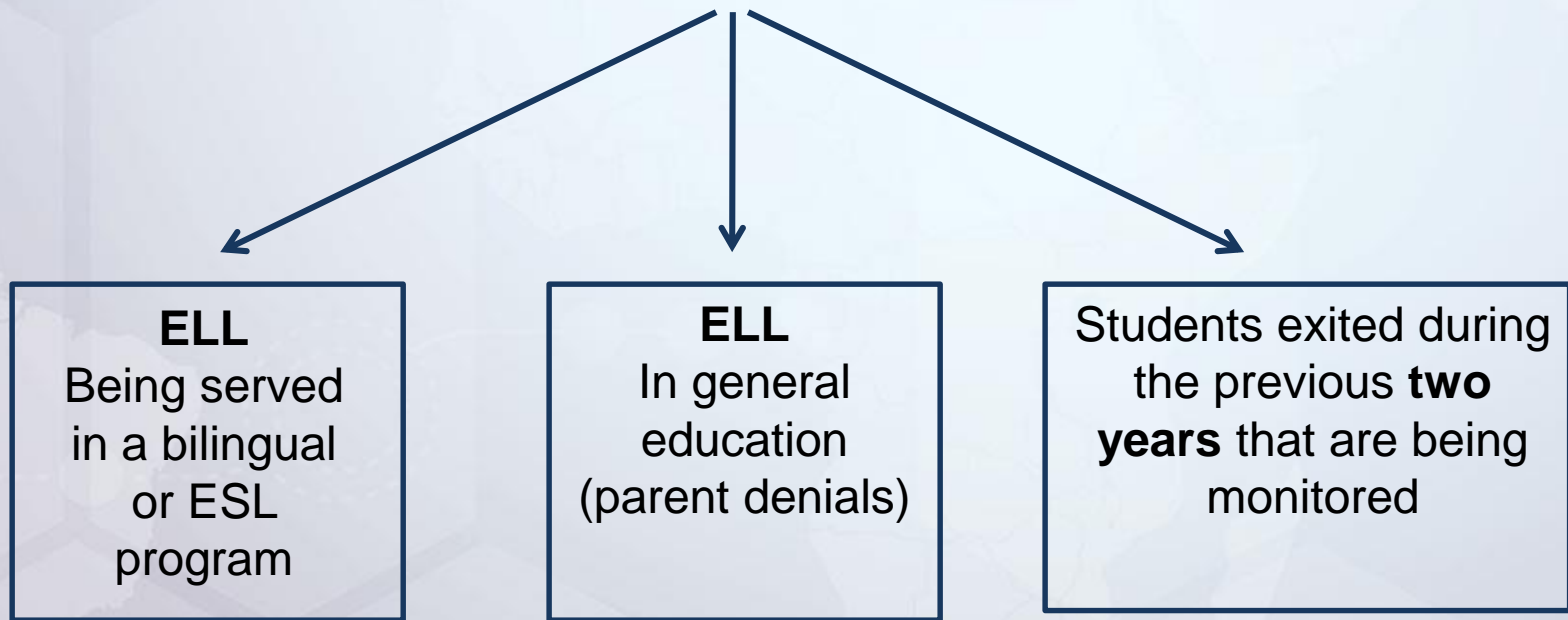 ELL
Being served
in a bilingual
or ESL
program
ELL
In general
education
(parent denials)
Students exited during
the previous two
years that are being
monitored